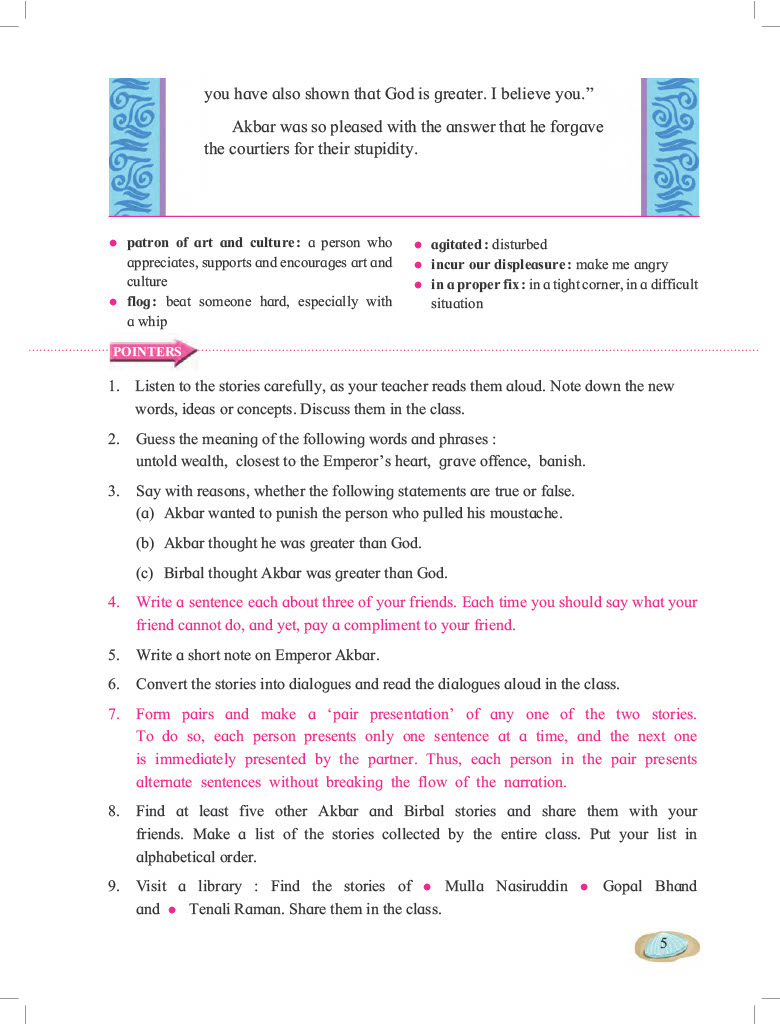 you have also shown that God is greater. I believe you.”
Akbar was so pleased with the answer that he forgave
the courtiers for their stupidity.
● patron of art and culture : a person who
appreciates, supports and encourages art and
culture
● flog : beat someone hard, especially with
a whip
● agitated : disturbed
● incur our displeasure : make me angry
● in a proper fix : in a tight corner, in a difficult
situation
POINTERS
1. Listen to the stories carefully, as your teacher reads them aloud. Note down the new
words, ideas or concepts. Discuss them in the class.
2. Guess the meaning of the following words and phrases :
untold wealth, closest to the Emperor’s heart, grave offence, banish.
3. Say with reasons, whether the following statements are true or false.
(a) Akbar wanted to punish the person who pulled his moustache.
(b) Akbar thought he was greater than God.
(c) Birbal thought Akbar was greater than God.
4. Write a sentence each about three of your friends. Each time you should say what your
friend cannot do, and yet, pay a compliment to your friend.
5. Write a short note on Emperor Akbar.
6. Convert the stories into dialogues and read the dialogues aloud in the class.
7. Form pairs and make a ‘pair presentation’ of any one of the two stories.
To do so, each person presents only one sentence at a time, and the next one
is immediately presented by the partner. Thus, each person in the pair presents
alternate sentences without breaking the flow of the narration.
8. Find at least five other Akbar and Birbal stories and share them with your
friends. Make a list of the stories collected by the entire class. Put your list in
alphabetical order.
9. Visit a library : Find the stories of ● Mulla Nasiruddin ● Gopal Bhand
and ● Tenali Raman. Share them in the class.
5